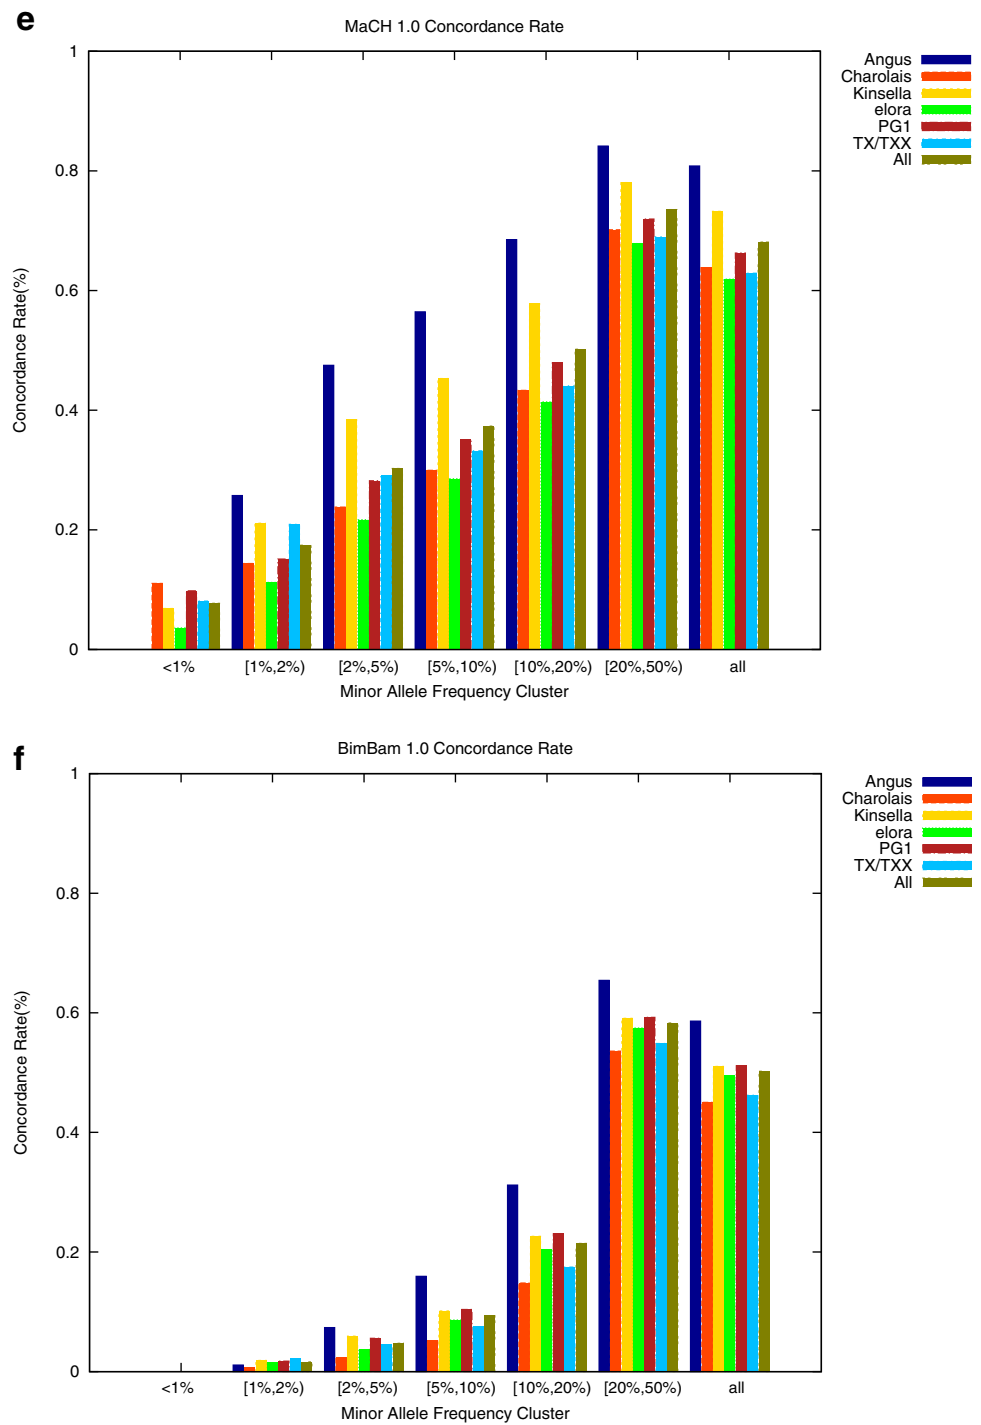 e
MaCH 1.0 Concordance Rate
1
0.8
0.6
0.4
0.2
0
Concordance Rate(%)
<1% [1%,2%) [2%,5%) [5%,10%) [10%,20%) [20%,50%) all
Minor Allele Frequency Cluster
Angus
Charolais
Kinsella
elora
PG1
TX/TXX
All
f
BimBam 1.0 Concordance Rate
1
0.8
0.6
0.4
0.2
0
Concordance Rate(%)
<1% [1%,2%) [2%,5%) [5%,10%) [10%,20%) [20%,50%) all
Minor Allele Frequency Cluster
Angus
Charolais
Kinsella
elora
PG1
TX/TXX
All